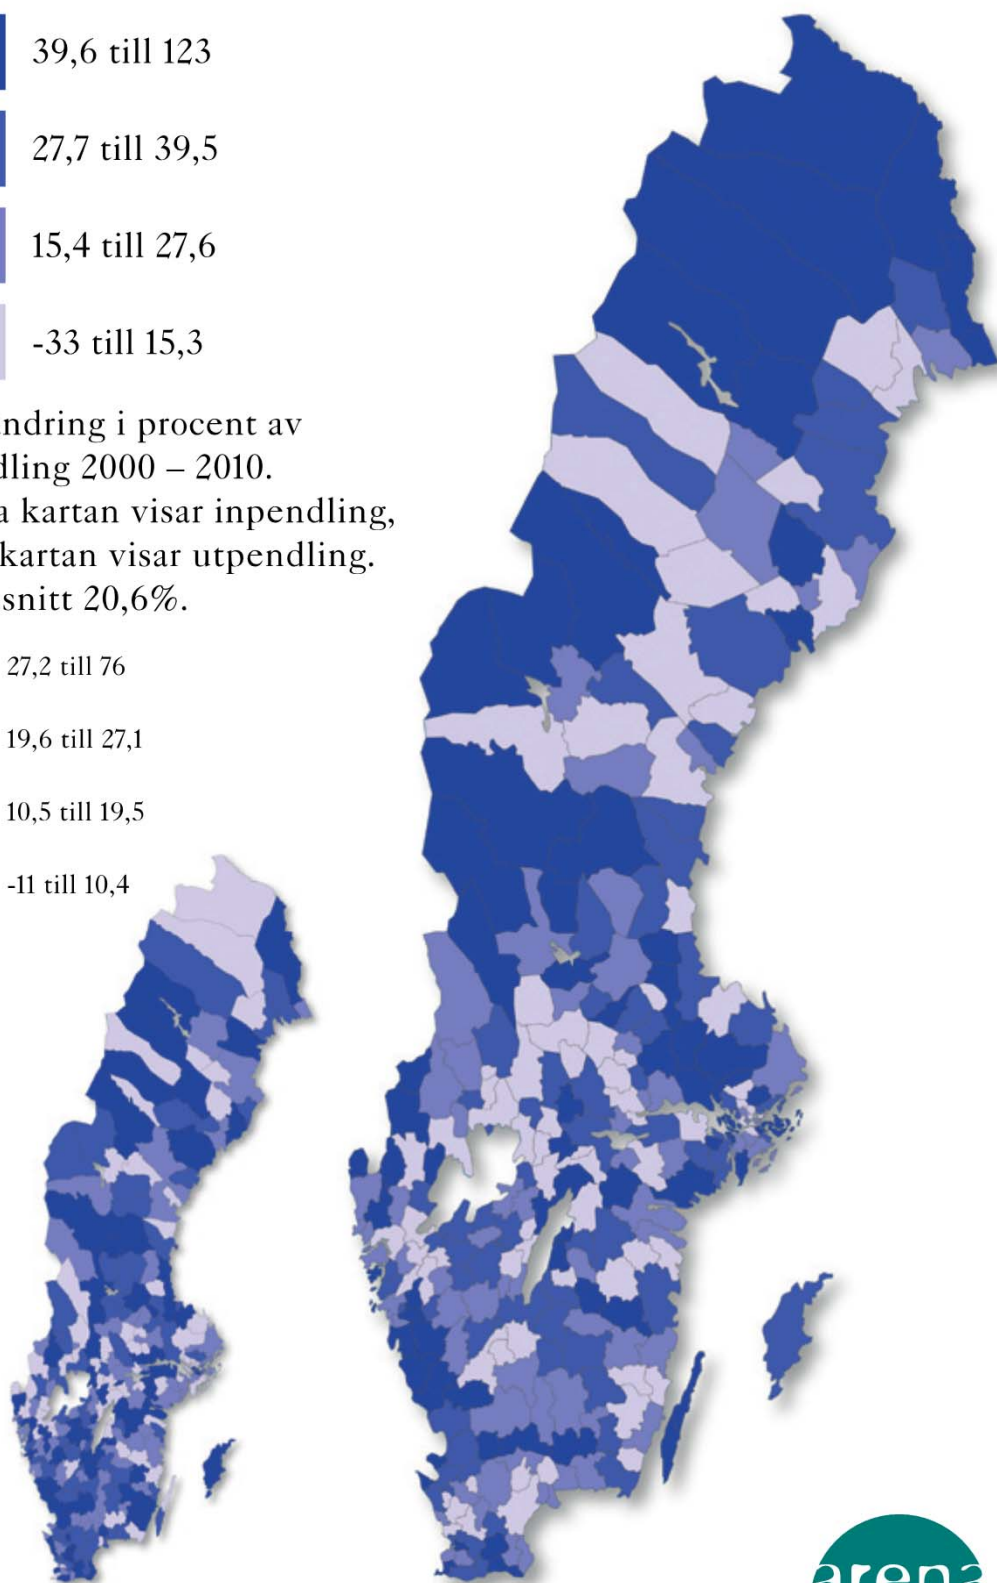 39,6 till 123
27,7 till 39,5
15,4 till 27,6
-33 till 15,3
ndring i procent av
dling 2000 – 2010.
a kartan visar inpendling,
kartan visar utpendling.
snitt 20,6%.
27,2 till 76
19,6 till 27,1
10,5 till 19,5
-11 till 10,4
arena